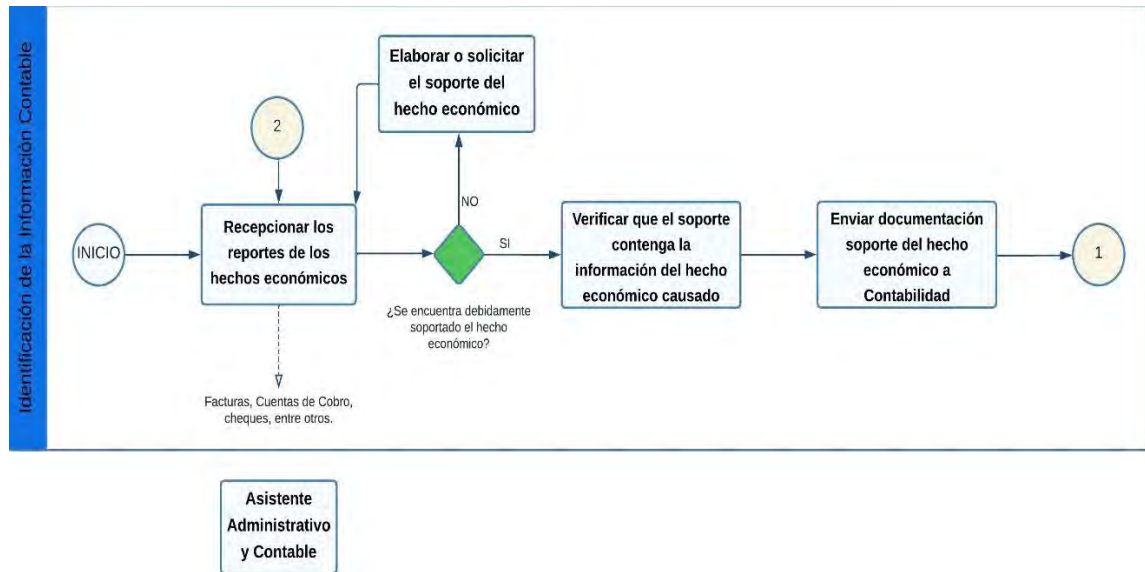 Identificación de la Información Contable
INICIO
2
Recepcionar los
reportes de los
hechos económicos
Facturas, Cuentas de Cobro,
cheques, entre otros.
Elaborar o solicitar
el soporte del
hecho económico
NO
SI
¿Se encuentra debidamente
soportado el hecho
económico?
Verificar que el soporte
contenga la
información del hecho
económico causado
Enviar documentación
soporte del hecho
económico a
Contabilidad
1
Asistente
Administrativo
y Contable